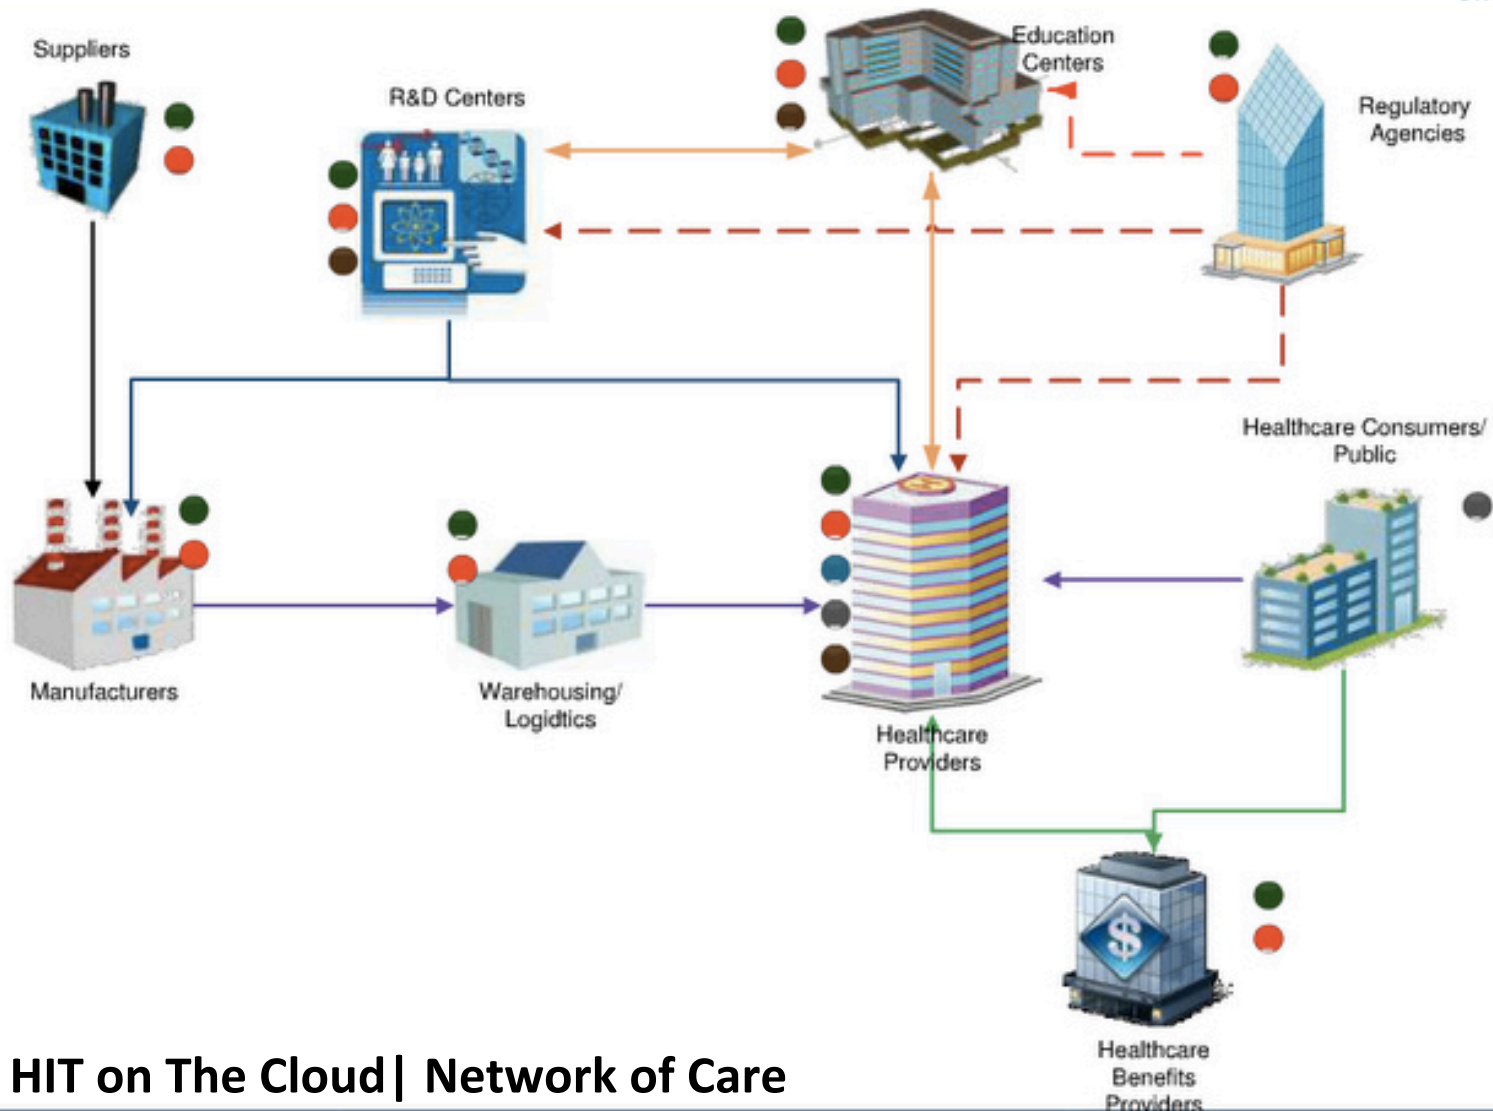 Suppliers
R&D Centers
Education
Centers
Regulatory
Agencies
Healthcare Consumers/
Public
Manufacturers
Warehousing/
Logidtics
Healthcare
Providers
$
Healthcare
Benefits
Providers
HIT on The Cloud| Network of Care